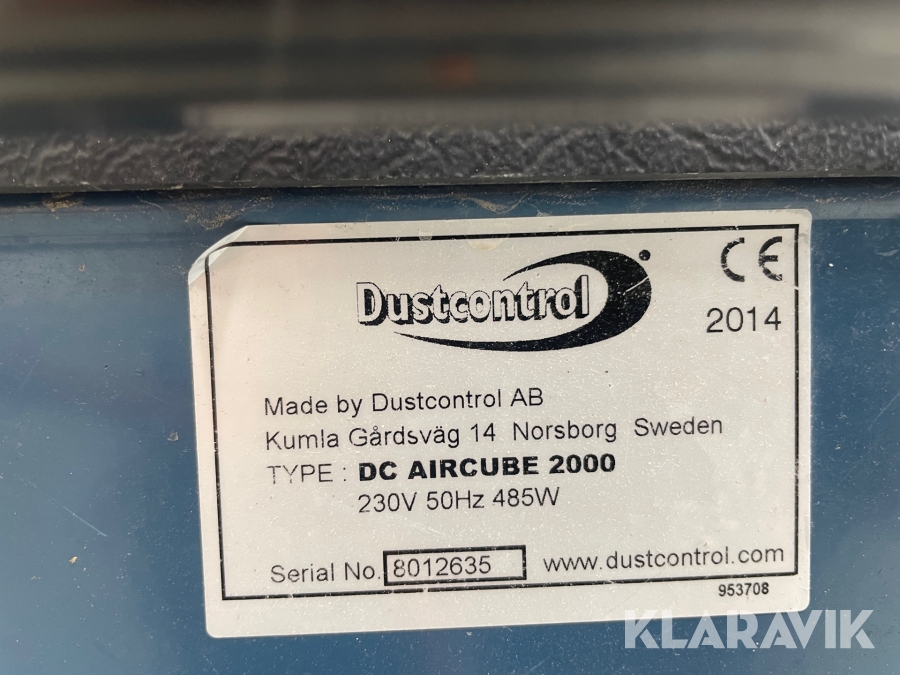 Dustcontrol
CE
2014
Made by Dustcontrol AB
Kumla Gårdsväg 14 Norsborg Sweden
TYPE : DC AIRCUBE 2000
230V 50Hz 485W
Serial No. 8012635 www.dustcontrol.com
953708
KLARAVIK